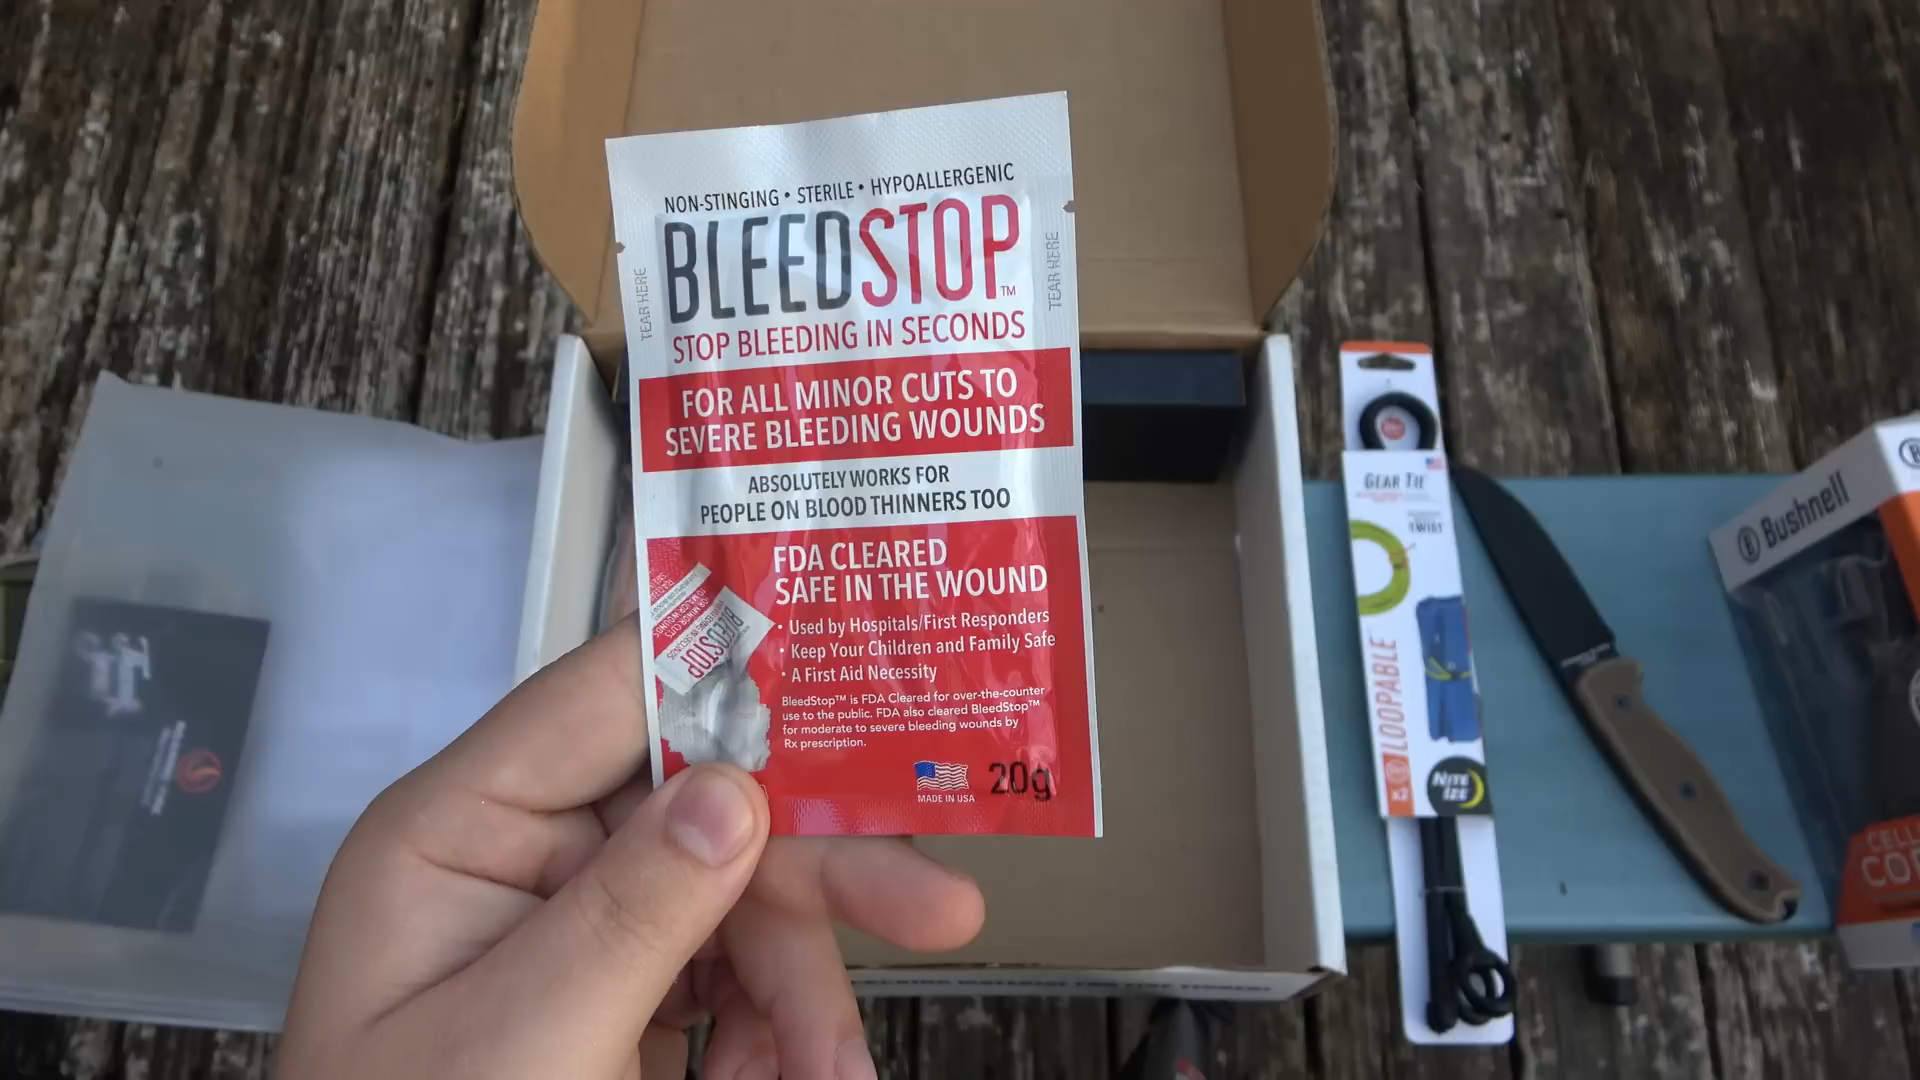 NON-STINGING • STERILE • HYPOALLERGENIC
BLEEDSTOP™
STOP BLEEDING IN SECONDS
TEAR HERE
TEAR HERE
FOR ALL MINOR CUTS TO
SEVERE BLEEDING WOUNDS
ABSOLUTELY WORKS FOR
PEOPLE ON BLOOD THINNERS TOO
FDA CLEARED
SAFE IN THE WOUND
• Used by Hospitals/First Responders
• Keep Your Children and Family Safe
• A First Aid Necessity
BleedStop™ is FDA Cleared for over-the-counter
use to the public. FDA also cleared BleedStop™
for moderate to severe bleeding wounds by
Rx prescription.
MADE IN USA
20g
BLEEDSTOP
GEAR TIE
TWIST
LOOPABLE
x2
NITE
IZE
B Bushnell